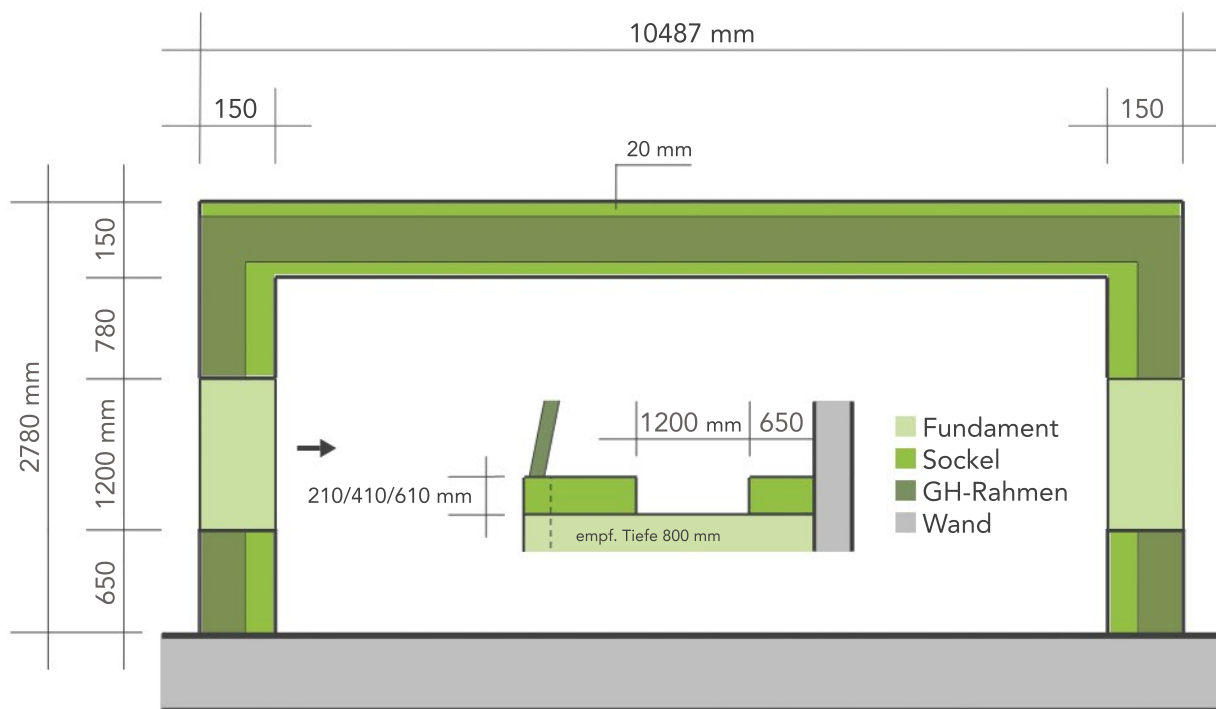 10487 mm
150
150
20 mm
150
780
2780 mm
1200 mm
650
1200 mm
650
210/410/610 mm
empf. Tiefe 800 mm
Fundament
Sockel
GH-Rahmen
Wand